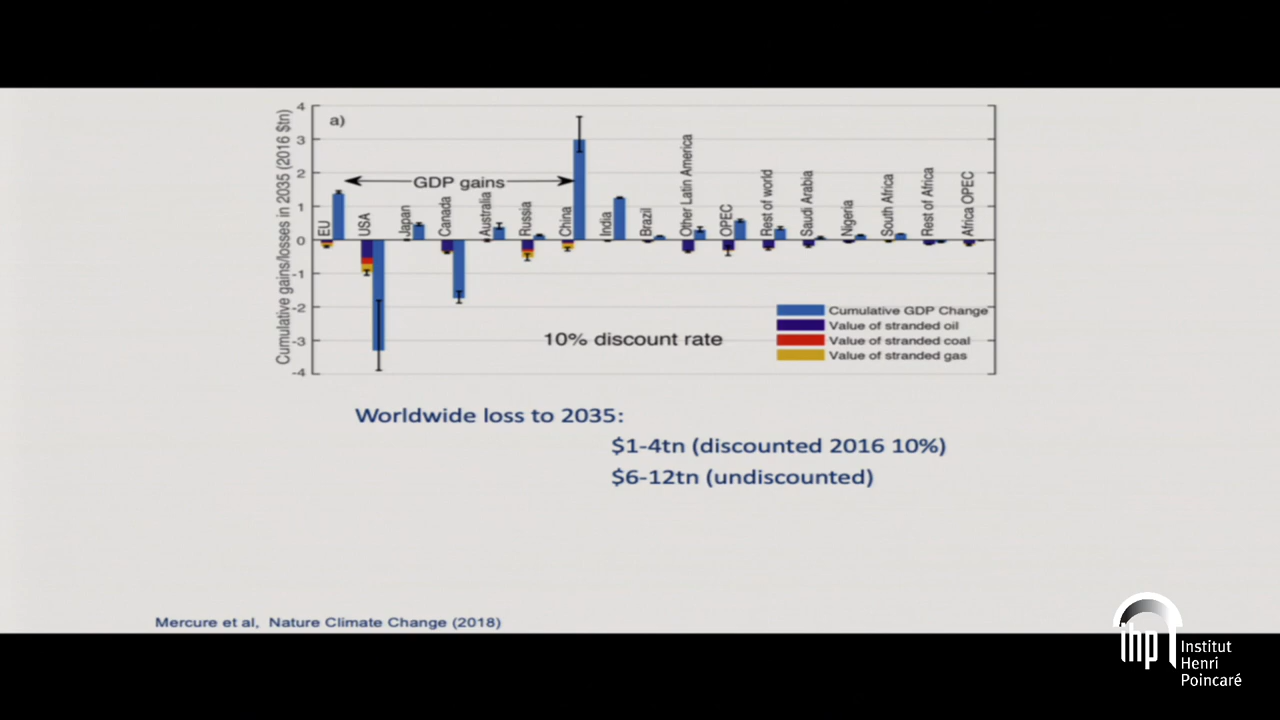 4
a)
3
2
GDP gains
1
0
-1
-2
-3
-4
Cumulative gains/losses in 2035 (2016 $tn)
EU
USA
Japan
Canada
Australia
Russia
China
India
Brazil
Other Latin America
OPEC
Rest of world
Saudi Arabia
Nigeria
South Africa
Rest of Africa
Africa OPEC
10% discount rate
Cumulative GDP Change
Value of stranded oil
Value of stranded coal
Value of stranded gas
Worldwide loss to 2035:
$1-4tn (discounted 2016 10%)
$6-12tn (undiscounted)
Mercure et al, Nature Climate Change (2018)
ihp
Institut
Henri
Poincaré